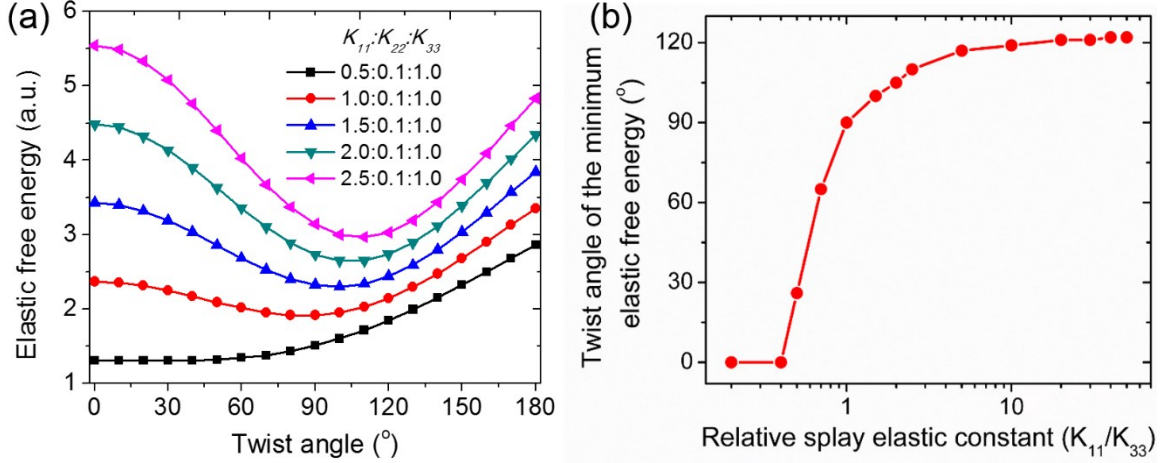 (a)
Elastic free energy (a.u.)
6
5
4
3
2
1
K11:K22:K33
0.5:0.1:1.0
1.0:0.1:1.0
1.5:0.1:1.0
2.0:0.1:1.0
2.5:0.1:1.0
0 30 60 90 120 150 180
Twist angle (°)
(b)
Twist angle of the minimum
elastic free energy (°)
120
90
60
30
0
1 10
Relative splay elastic constant (K11/K33)